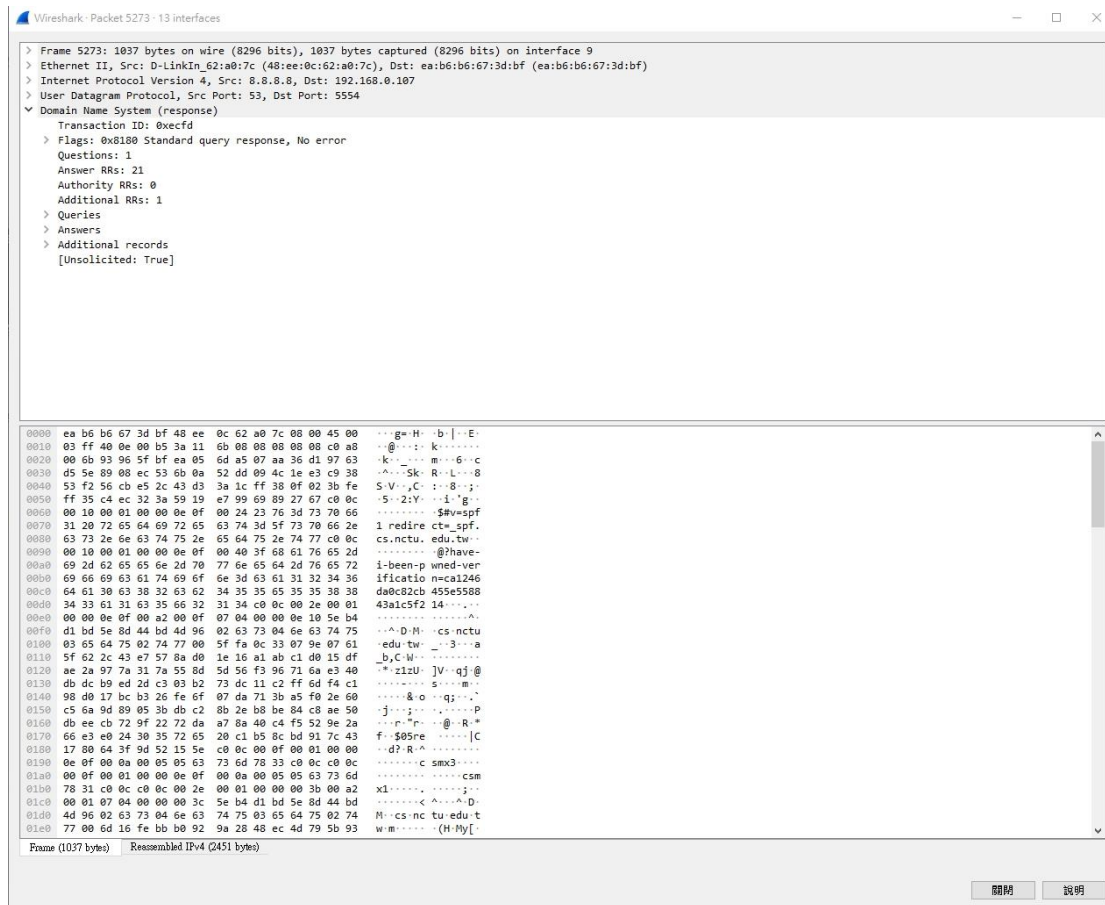 Wireshark · Packet 5273 · 13 interfaces
Frame 5273: 1037 bytes on wire (8296 bits), 1037 bytes captured (8296 bits) on interface 9
Ethernet II, Src: D-LinkIn_62:a0:7c (48:ee:0c:62:a0:7c), Dst: ea:b6:b6:67:3d:bf (ea:b6:b6:67:3d:bf)
Internet Protocol Version 4, Src: 8.8.8.8, Dst: 192.168.0.107
User Datagram Protocol, Src Port: 53, Dst Port: 5554
Domain Name System (response)
Transaction ID: 0xecfd
Flags: 0x8180 Standard query response, No error
Questions: 1
Answer RRs: 21
Authority RRs: 0
Additional RRs: 1
Queries
Answers
Additional records
[Unsolicited: True]
0000 ea b6 b6 67 3d bf 48 ee 0c 62 a0 7c 08 00 45 00 ···g=·H· ·b·|··E·
0010 03 ff 40 0e 00 b5 3a 11 6b 08 08 08 08 08 c0 a8 ··@···:· k·······
0020 00 6b 93 96 5f bf ea 05 6d a5 07 aa 36 d1 97 63 ·k··_··· m···6··c
0030 d5 5e 89 08 ec 53 6b 0a 52 dd 09 4c 1e e3 c9 38 ·^···Sk· R··L···8
0040 53 f2 56 cb e5 2c 43 d3 3a 1c ff 38 0f 02 3b fe S·V··,C· :··8··;·
0050 ff 35 c4 ec 32 3a 59 19 e7 99 69 89 27 67 c0 0c ·5··2:Y· ··i·'g··
0060 00 10 00 01 00 00 0e 0f 00 24 23 76 3d 73 70 66 ········ ·$#v=spf
0070 31 20 72 65 64 69 72 65 63 74 3d 5f 73 70 66 2e 1 redire ct=_spf.
0080 63 73 2e 6e 63 74 75 2e 65 64 75 2e 74 77 c0 0c cs.nctu. edu.tw··
0090 00 10 00 01 00 00 0e 0f 00 40 3f 68 61 76 65 2d ········ ·@?have-
00a0 69 2d 62 65 65 6e 2d 70 77 6e 65 64 2d 76 65 72 i-been-p wned-ver
00b0 69 66 69 63 61 74 69 6f 6e 3d 63 61 31 32 34 36 ificatio n=ca1246
00c0 64 61 30 63 38 32 63 62 34 35 35 65 35 35 38 38 da0c82cb 455e5588
00d0 34 33 61 31 63 35 66 32 31 34 c0 0c 00 2e 00 01 43a1c5f2 14···.··
00e0 00 00 0e 0f 00 a2 00 0f 07 04 00 00 0e 10 5e b4 ········ ······^·
00f0 d1 bd 5e 8d 44 bd 4d 96 02 63 73 04 6e 63 74 75 ··^·D·M· ·cs·nctu
0100 03 65 64 75 02 74 77 00 5f fa 0c 33 07 9e 07 61 ·edu·tw· _··3···a
0110 5f 62 2c 43 e7 57 8a d0 1e 16 a1 ab c1 d0 15 df _b,C·W·· ········
0120 ae 2a 97 7a 31 7a 55 8d 5d 56 f3 96 71 6a e3 40 ·*·z1zU· ]V··qj·@
0130 db dc b9 ed 2d c3 03 b2 73 dc 11 c2 ff 6d f4 c1 ····-··· s····m··
0140 98 d0 17 bc b3 26 fe 6f 07 da 71 3b a5 f0 2e 60 ·····&·o ··q;··.`
0150 c5 6a 9d 89 05 3b db c2 8b 2e b8 be 84 c8 ae 50 ·j···;·· ·.·····P
0160 db ee cb 72 9f 22 72 da a7 8a 40 c4 f5 52 9e 2a ···r·"r· ··@··R·*
0170 66 e3 e0 24 30 35 72 65 20 c1 b5 8c bd 91 7c 43 f··$05re ·····|C
0180 17 80 64 3f 9d 52 15 5e c0 0c 00 0f 00 01 00 00 ··d?·R·^ ········
0190 0e 0f 00 0a 00 05 05 63 73 6d 78 33 c0 0c c0 0c ·······c smx3····
01a0 00 0f 00 01 00 00 0e 0f 00 0a 00 05 05 63 73 6d ········ ·····csm
01b0 78 31 c0 0c c0 0c 00 2e 00 01 00 00 00 3b 00 a2 x1·····. ·····;··
01c0 00 01 07 04 00 00 00 3c 5e b4 d1 bd 5e 8d 44 bd ·······< ^···^·D·
01d0 4d 96 02 63 73 04 6e 63 74 75 03 65 64 75 02 74 M··cs·nc tu·edu·t
01e0 77 00 6d 16 fe bb b0 92 9a 28 48 ec 4d 79 5b 93 w·m····· ·(H·My[·
Frame (1037 bytes) Reassembled IPv4 (2451 bytes)
關閉 說明